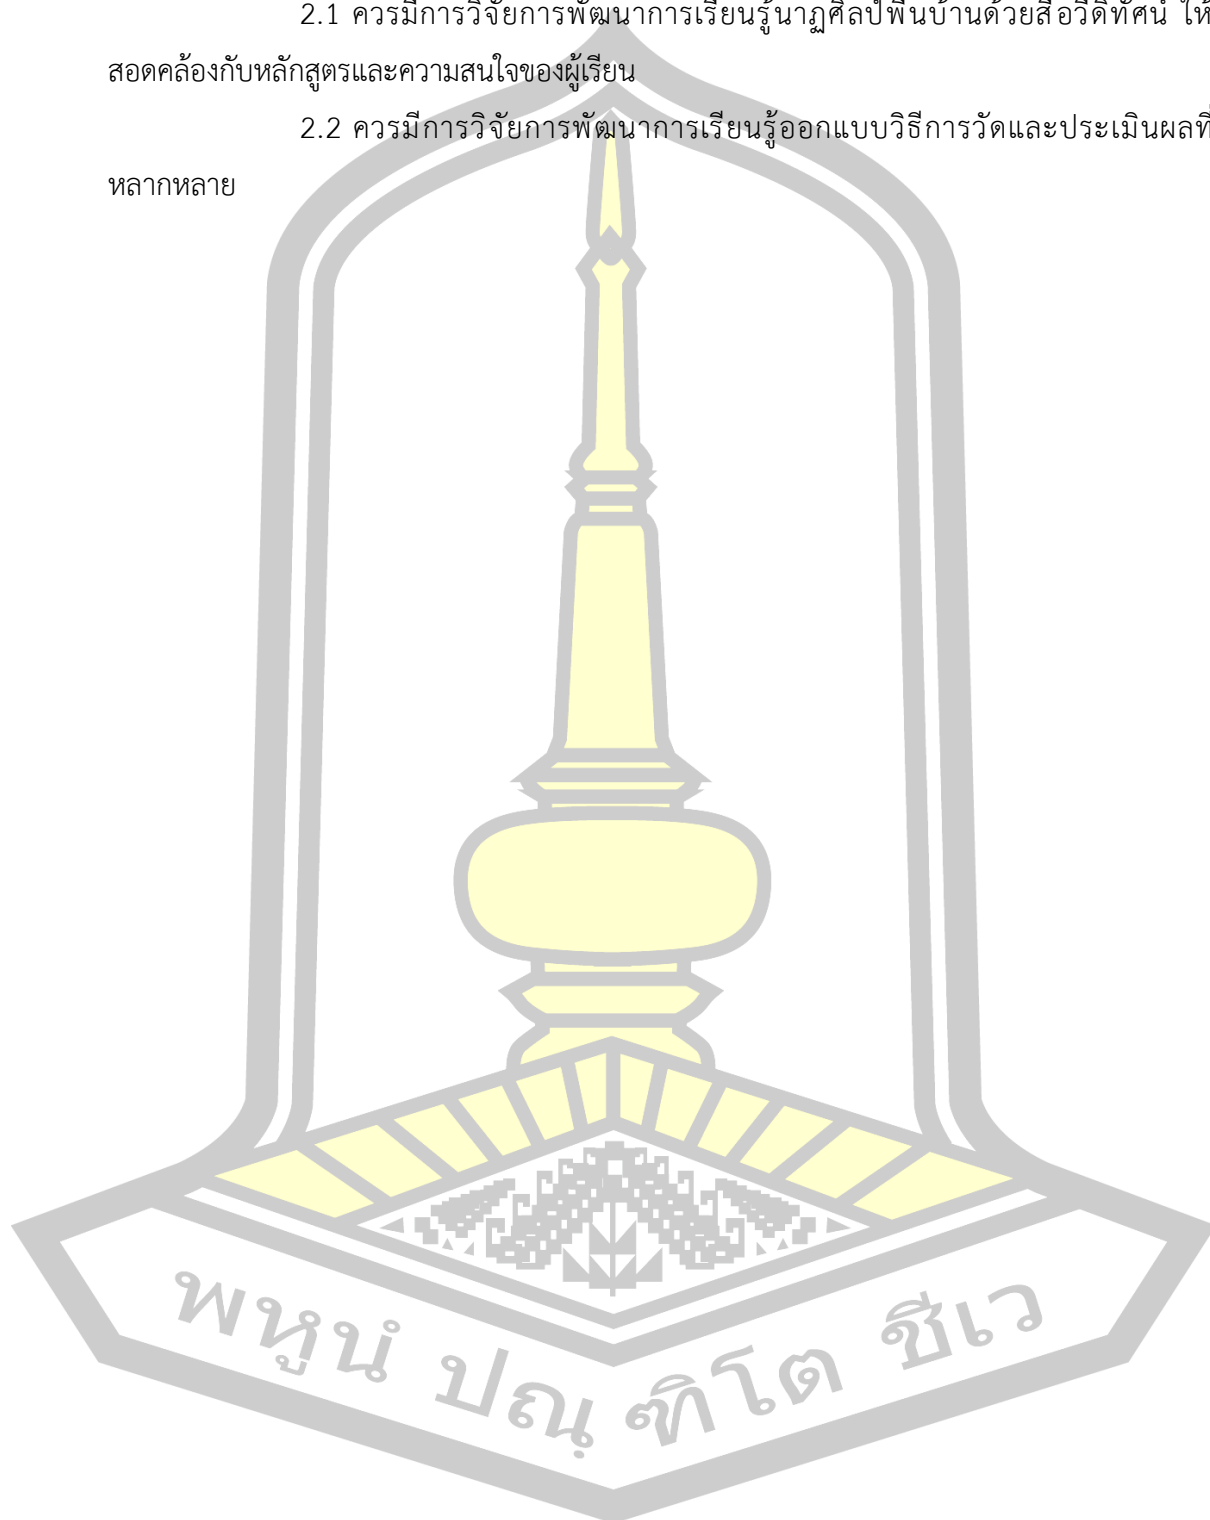 2.1 ควรมีการวิจัยการพัฒนาการเรียนรู้นาฏศิลป์พื้นบ้านด้วยสื่อวีดิทัศน์ ให้
สอดคล้องกับหลักสูตรและความสนใจของผู้เรียน
2.2 ควรมีการวิจัยการพัฒนาการเรียนรู้ออกแบบวิธีการวัดและประเมินผลที่
หลากหลาย
พหูนํ ปณฺ ฑิโต ชีเว